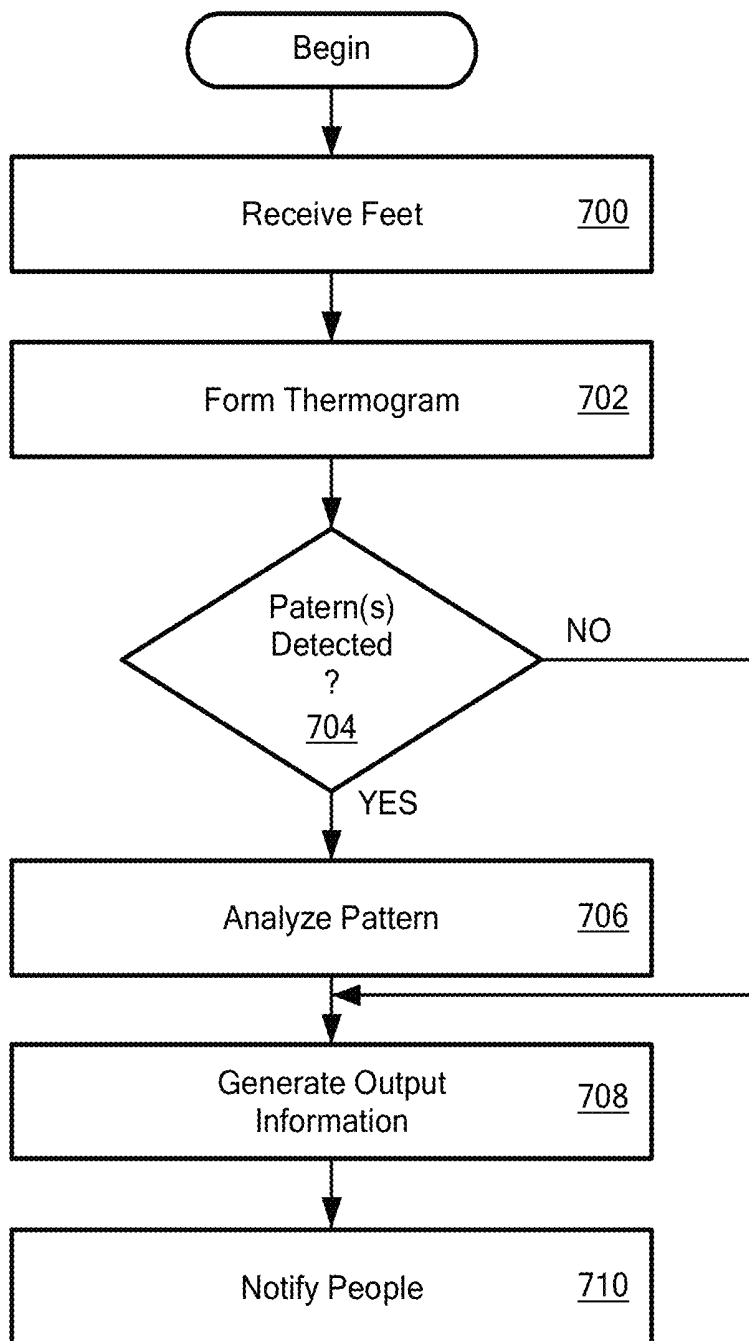 Begin
Receive Feet 700
Form Thermogram 702
Patern(s)
Detected
?
704
NO
YES
Analyze Pattern 706
Generate Output
Information 708
Notify People 710